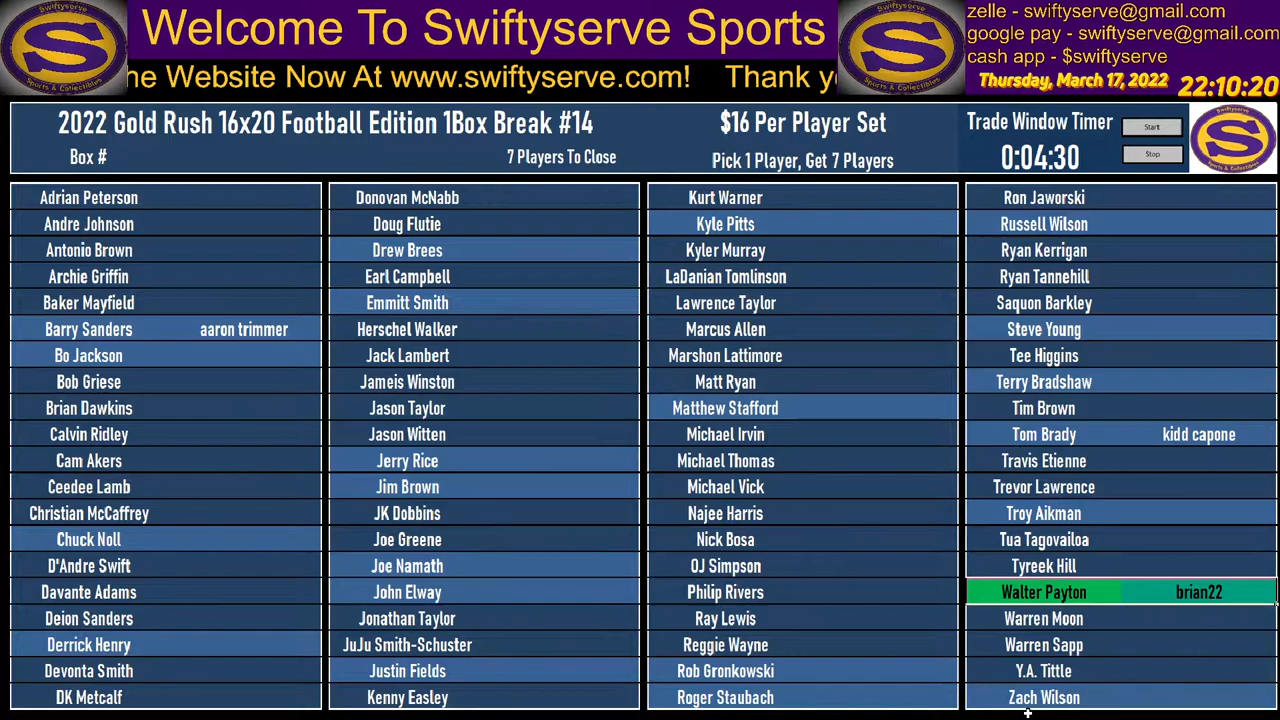 Welcome To Swiftyserve Sports
he Website Now At www.swiftyserve.com! Thank yo
zelle - swiftyserve@gmail.com
google pay - swiftyserve@gmail.com
cash app - $swiftyserve
Thursday, March 17, 2022 22:10:20
S
Sports & Collectibles
S
Sports & Collectibles
2022 Gold Rush 16x20 Football Edition 1Box Break #14
Box #
7 Players To Close
$16 Per Player Set
Pick 1 Player, Get 7 Players
Trade Window Timer
0:04:30
Start
Stop
Swiftyserve
S
Sports & Collectibles
Adrian Peterson
Andre Johnson
Antonio Brown
Archie Griffin
Baker Mayfield
Barry Sanders aaron trimmer
Bo Jackson
Bob Griese
Brian Dawkins
Calvin Ridley
Cam Akers
Ceedee Lamb
Christian McCaffrey
Chuck Noll
D'Andre Swift
Davante Adams
Deion Sanders
Derrick Henry
Devonta Smith
DK Metcalf
Donovan McNabb
Doug Flutie
Drew Brees
Earl Campbell
Emmitt Smith
Herschel Walker
Jack Lambert
Jameis Winston
Jason Taylor
Jason Witten
Jerry Rice
Jim Brown
JK Dobbins
Joe Greene
Joe Namath
John Elway
Jonathan Taylor
JuJu Smith-Schuster
Justin Fields
Kenny Easley
Kurt Warner
Kyle Pitts
Kyler Murray
LaDanian Tomlinson
Lawrence Taylor
Marcus Allen
Marshon Lattimore
Matt Ryan
Matthew Stafford
Michael Irvin
Michael Thomas
Michael Vick
Najee Harris
Nick Bosa
OJ Simpson
Philip Rivers
Ray Lewis
Reggie Wayne
Rob Gronkowski
Roger Staubach
Ron Jaworski
Russell Wilson
Ryan Kerrigan
Ryan Tannehill
Saquon Barkley
Steve Young
Tee Higgins
Terry Bradshaw
Tim Brown
Tom Brady kidd capone
Travis Etienne
Trevor Lawrence
Troy Aikman
Tua Tagovailoa
Tyreek Hill
Walter Payton brian22
Warren Moon
Warren Sapp
Y.A. Tittle
Zach Wilson